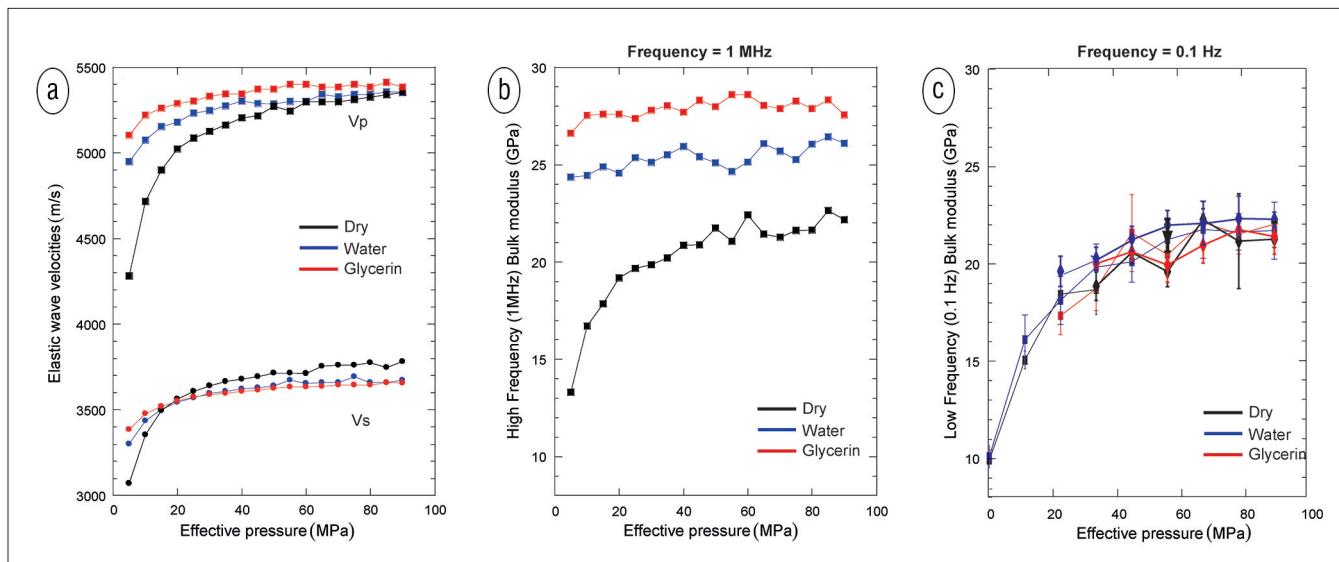 a
5500
5000
4500
4000
3500
3000
0 20 40 60 80 100
Elastic wave velocities (m/s)
Effective pressure (MPa)
Vp
Dry
Water
Glycerin
Vs
Frequency = 1 MHz
b
30
25
20
15
10
0 20 40 60 80 100
High Frequency (1MHz) Bulk modulus (GPa)
Effective pressure (MPa)
Dry
Water
Glycerin
Frequency = 0.1 Hz
c
30
25
20
15
10
0 20 40 60 80 100
Low Frequency (0.1 Hz) Bulk modulus (GPa)
Effective pressure (MPa)
Dry
Water
Glycerin